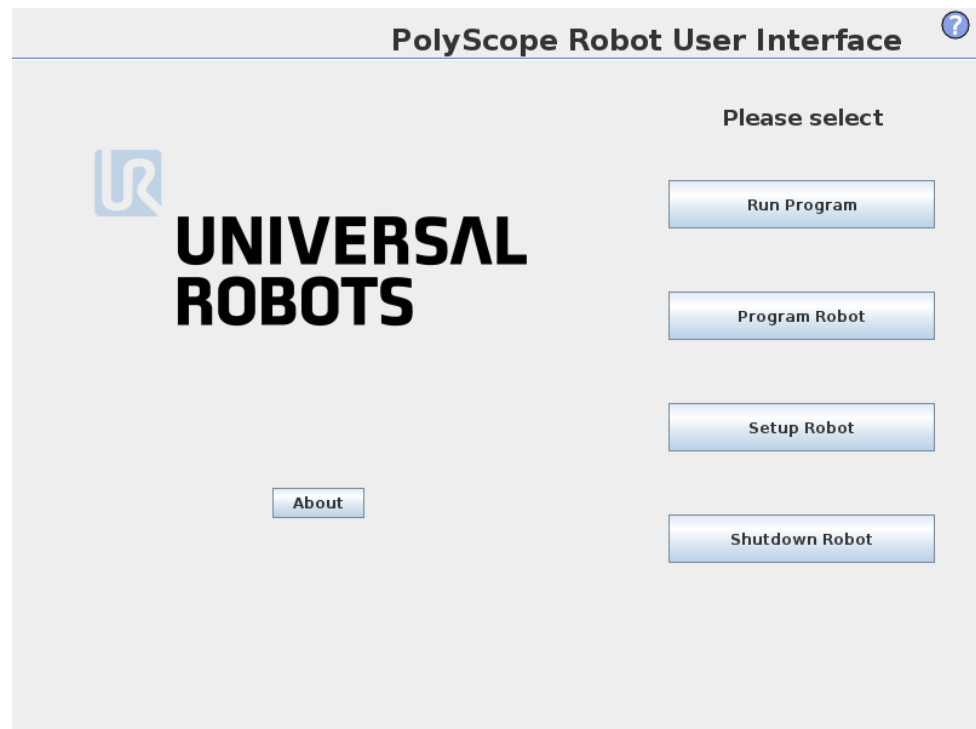 PolyScope Robot User Interface
?
Please select
UR
UNIVERSAL
ROBOTS
Run Program
Program Robot
Setup Robot
About
Shutdown Robot